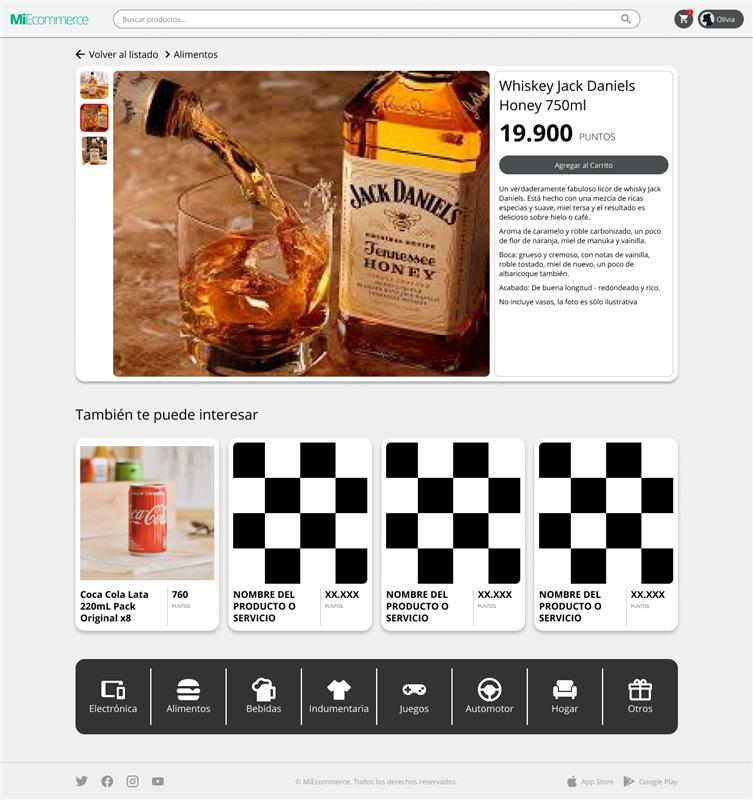 MiEcommerce
Buscar productos...
2
Olivia
Volver al listado
Alimentos
JACK DANIEL'S
ORIGINAL RECIPE
Tennessee
HONEY
Whiskey Jack Daniels
Honey 750ml
19.900 PUNTOS
Agregar al Carrito
Un verdaderamente fabuloso licor de whisky Jack
Daniels. Está hecho con una mezcla de ricas
especias y suave, miel tersa y el resultado es
delicioso sobre hielo o café.
Aroma de caramelo y roble carbonizado, un poco
de flor de naranja, miel de manuka y vainilla.
Boca: grueso y cremoso, con notas de vainilla,
roble tostado, miel de nuevo, un poco de
albaricoque también.
Acabado: De buena longitud - redondeado y rico.
No incluye vasos, la foto es sólo ilustrativa
También te puede interesar
Coca Cola Lata
220mL Pack
Original x8
760
PUNTOS
NOMBRE DEL
PRODUCTO O
SERVICIO
XX.XXX
PUNTOS
NOMBRE DEL
PRODUCTO O
SERVICIO
XX.XXX
PUNTOS
NOMBRE DEL
PRODUCTO O
SERVICIO
XX.XXX
PUNTOS
Electrónica
Alimentos
Bebidas
Indumentaria
Juegos
Automotor
Hogar
Otros
© MiEcommerce. Todos los derechos reservados.
App Store
Google Play